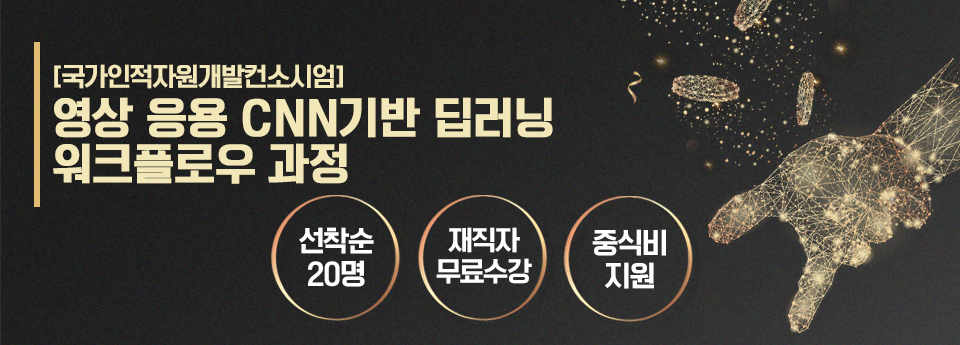 [국가인적자원개발컨소시엄]
영상 응용 CNN기반 딥러닝
워크플로우 과정
선착순
20명
재직자
무료수강
중식비
지원